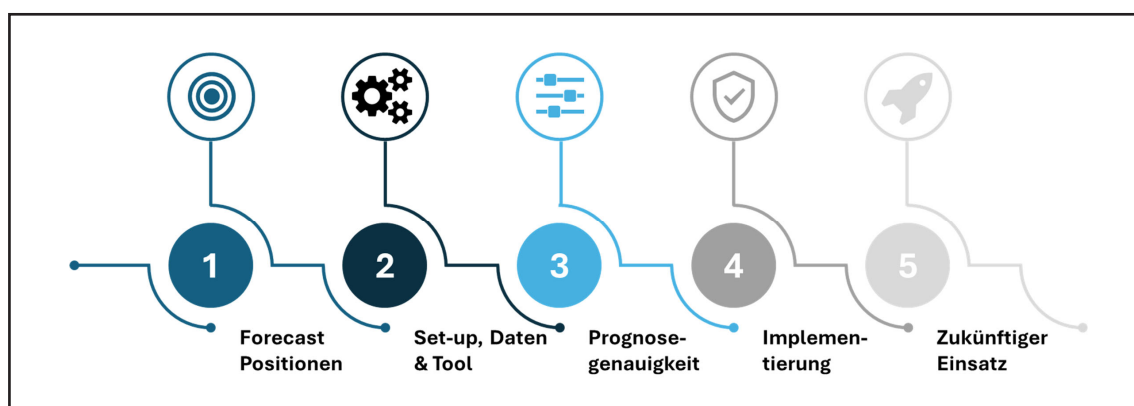 1
2
3
4
5
Forecast
Positionen
Set-up, Daten
& Tool
Prognose-
genauigkeit
Implemen-
tierung
Zukünftiger
Einsatz